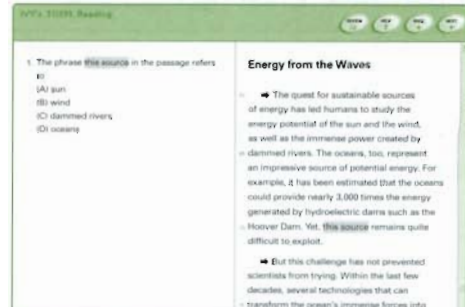 1. The phrase this source in the passage refers
to
(A) sun
(B) wind
(C) dammed rivers
(D) oceans
Energy from the Waves
➡ The quest for sustainable sources
of energy has led humans to study the
energy potential of the sun and the wind,
as well as the immense power created by
dammed rivers. The oceans, too, represent
an impressive source of potential energy. For
example, it has been estimated that the oceans
could provide nearly 3,000 times the energy
generated by hydroelectric dams such as the
Hoover Dam. Yet, this source remains quite
difficult to exploit.
➡ But this challenge has not prevented
scientists from trying. Within the last few
decades, several technologies that can
transform the ocean's immense forces into